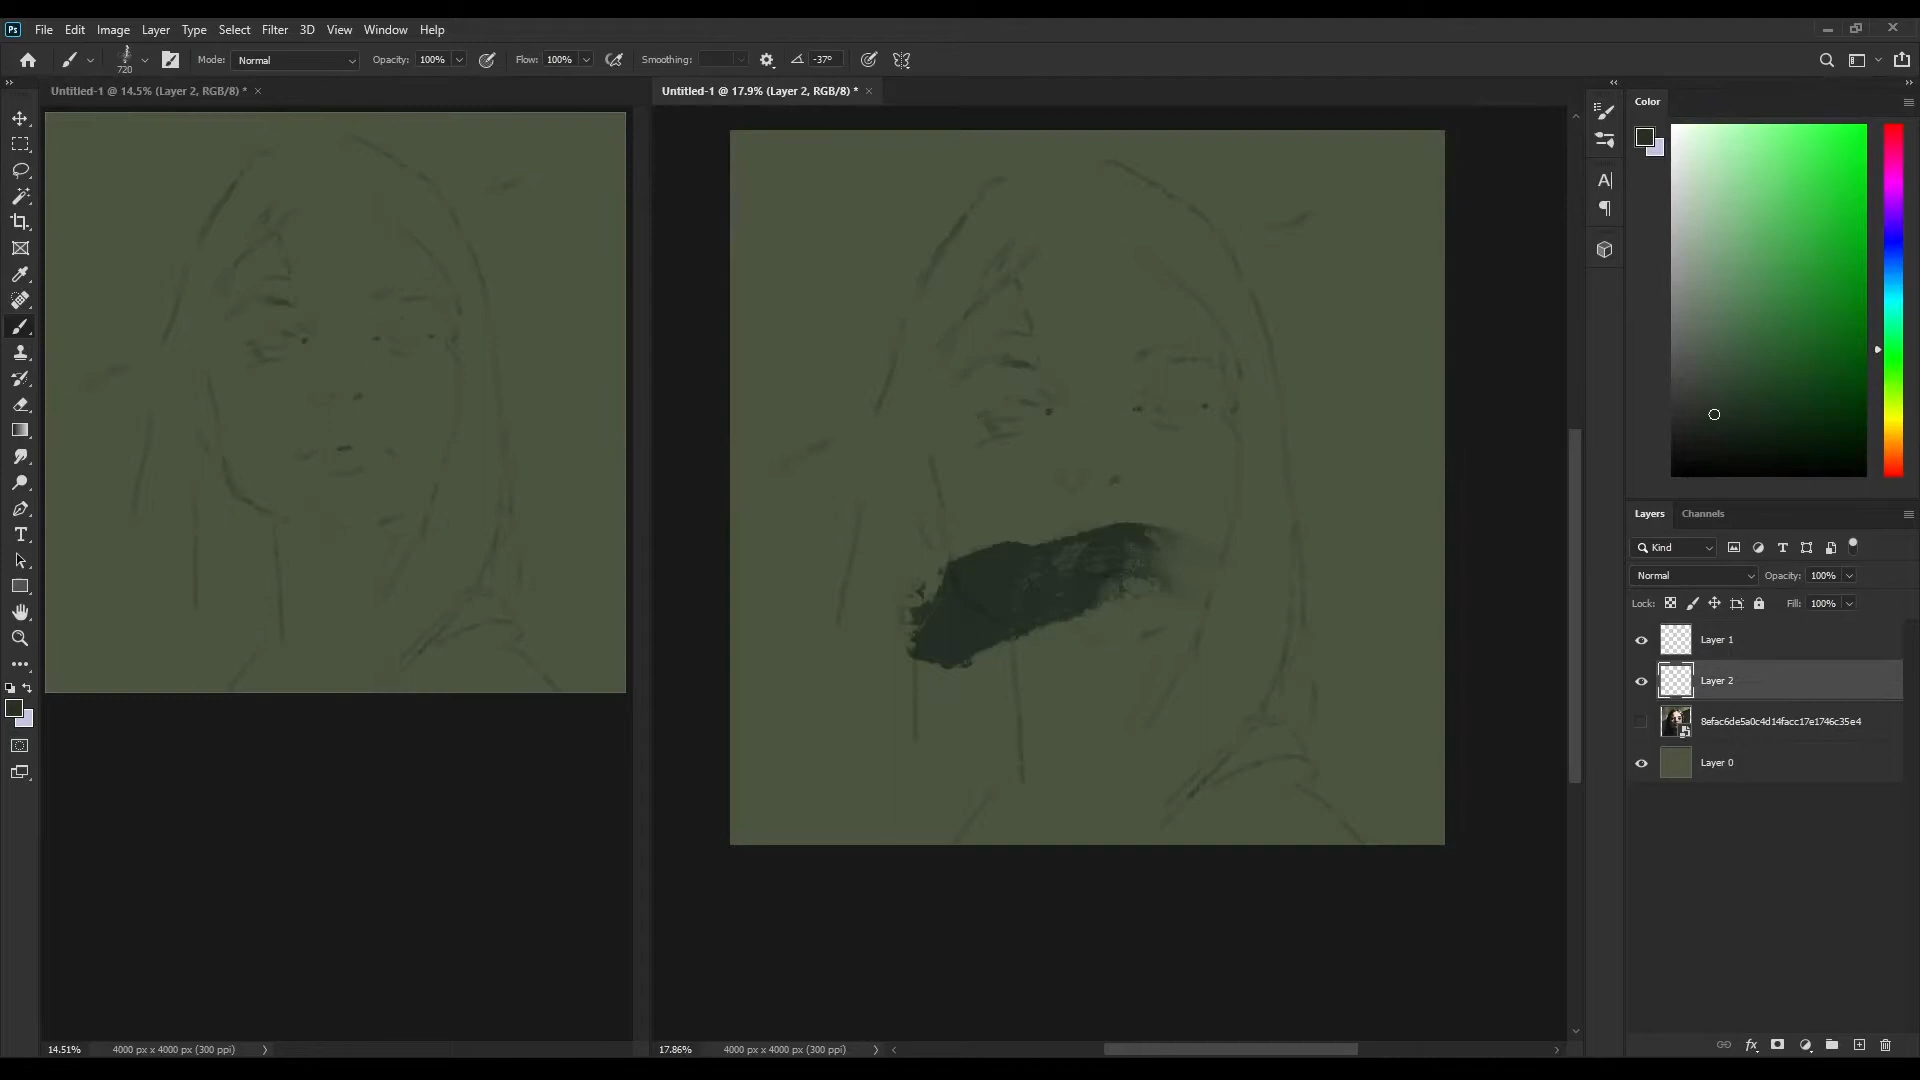 Ps File Edit Image Layer Type Select Filter 3D View Window Help
720 Mode: Normal Opacity: 100% Flow: 100% Smoothing: -37°
Untitled-1 @ 14.5% (Layer 2, RGB/8) * ×
Untitled-1 @ 17.9% (Layer 2, RGB/8) * ×
Color
Layers Channels
Kind
Normal Opacity: 100%
Lock: Fill: 100%
Layer 1
Layer 2
8efac6de5a0c4d14facc17e1746c35e4
Layer 0
14.51% 4000 px x 4000 px (300 ppi)
17.86% 4000 px x 4000 px (300 ppi)